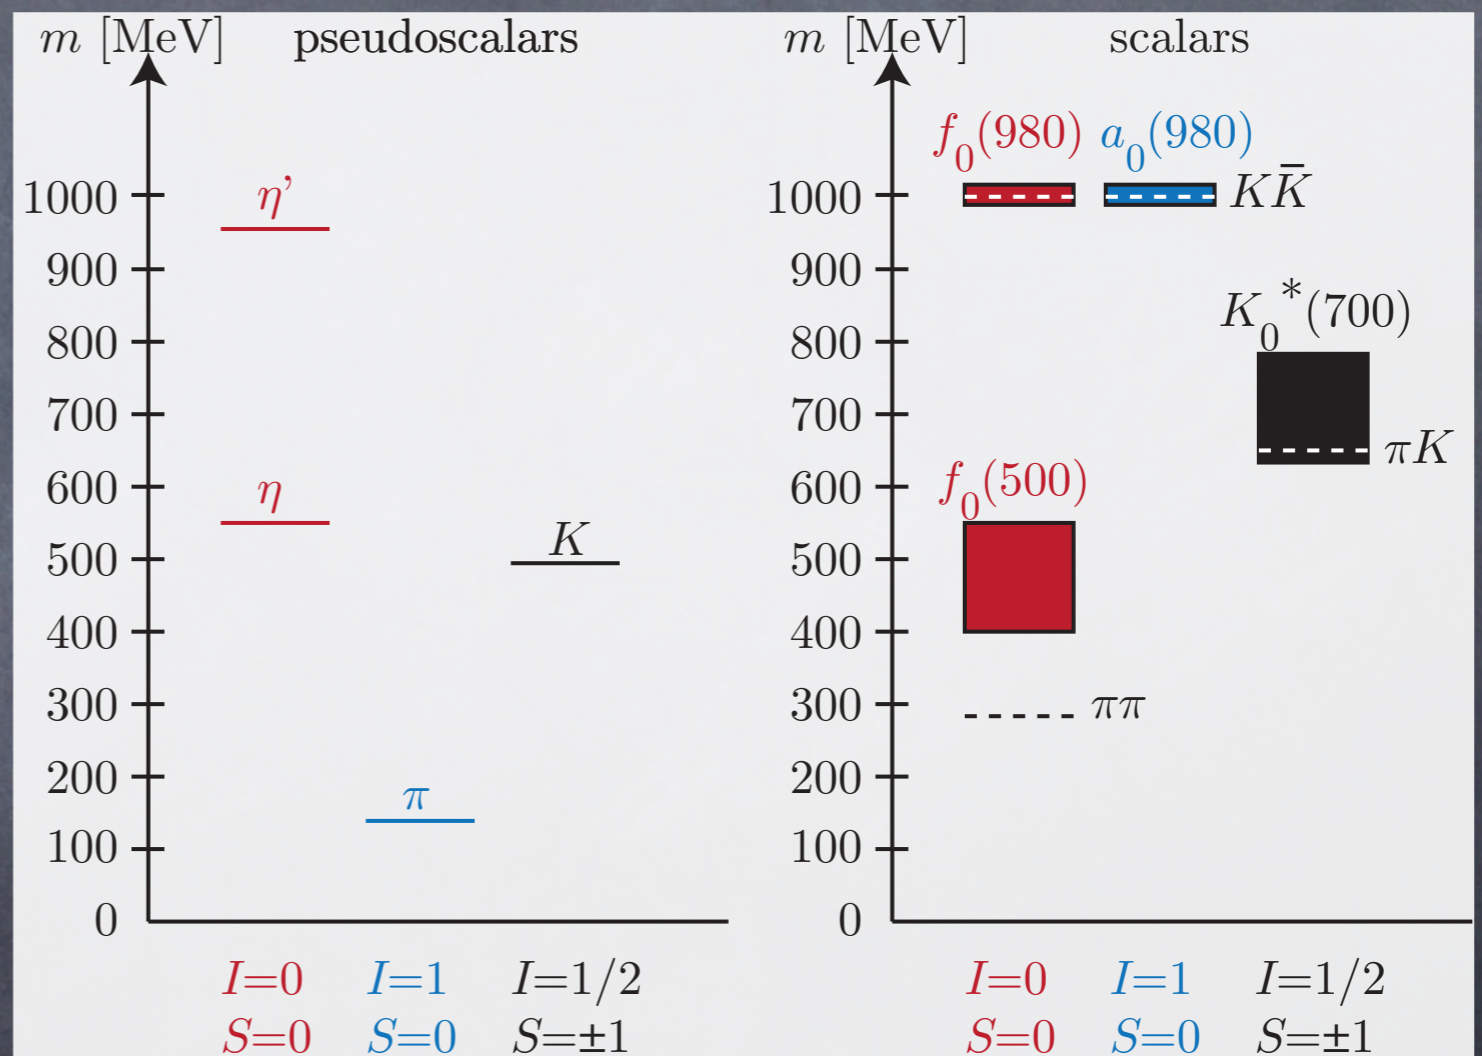 m [MeV] pseudoscalars
η’
1000
900
800
700
600
η
500
K
400
300
200
π
100
0
I=0 I=1 I=1/2
S=0 S=0 S=±1
m [MeV] scalars
f₀(980) a₀(980)
1000
KK̄
900
K₀*(700)
800
700
πK
600
f₀(500)
500
400
300
ππ
200
100
0
I=0 I=1 I=1/2
S=0 S=0 S=±1